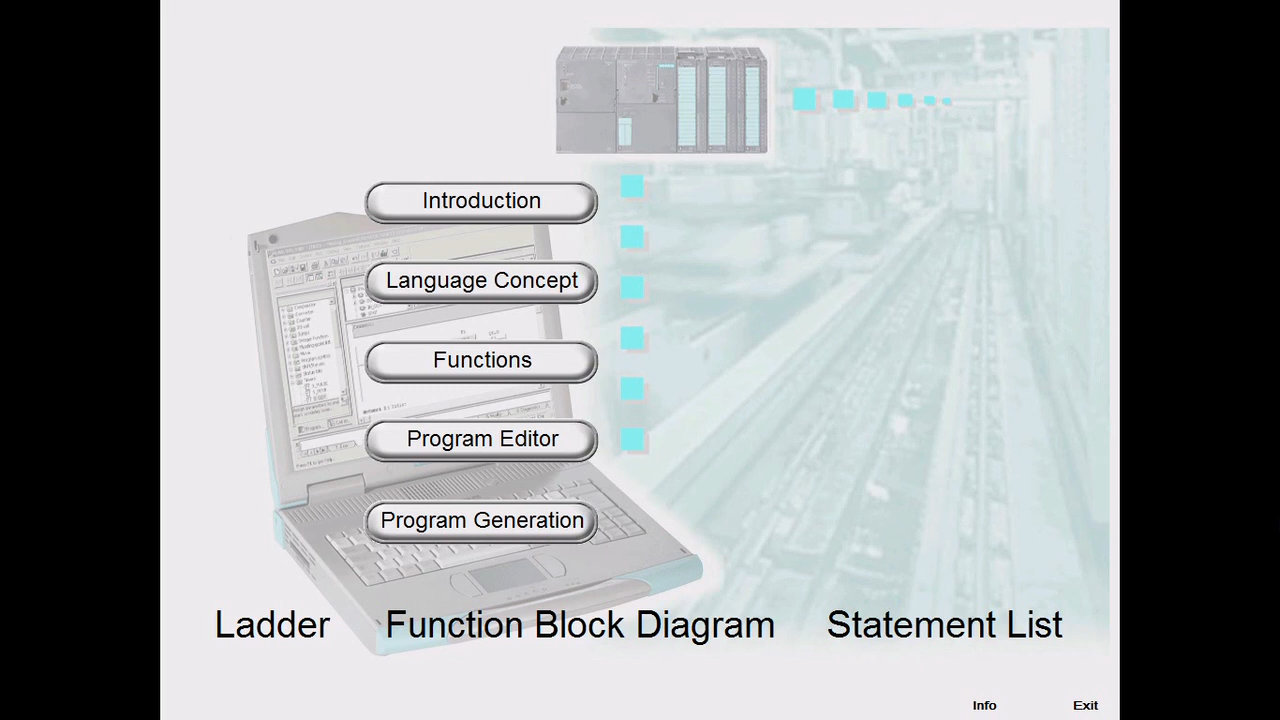 Introduction
Language Concept
Functions
Program Editor
Program Generation
Ladder Function Block Diagram Statement List
Info Exit